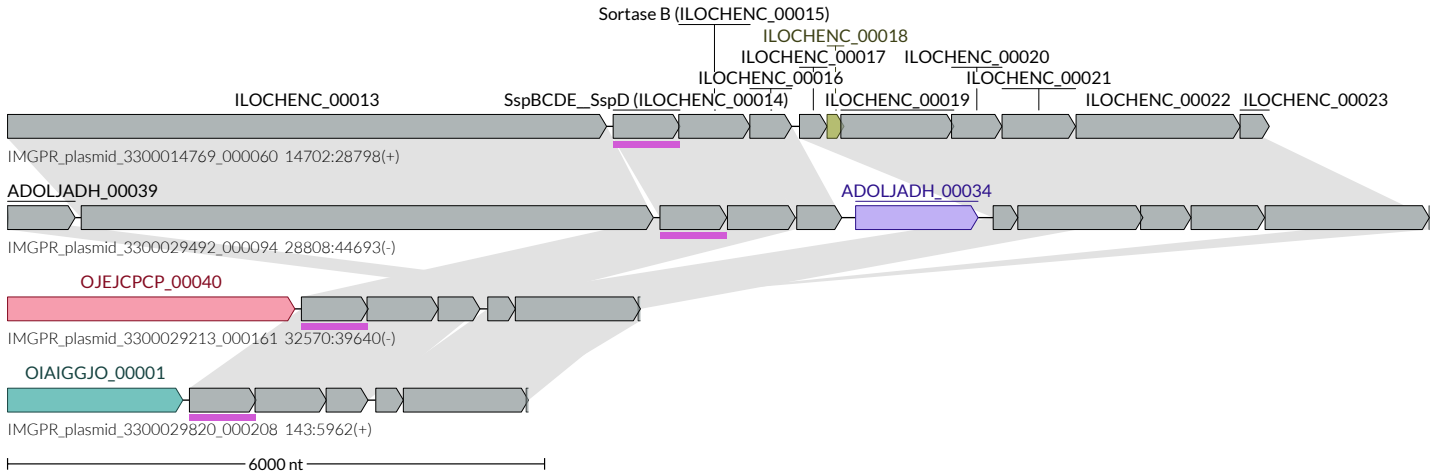 Sortase B (ILOCHENC_00015)
ILOCHENC_00018
ILOCHENC_00017 ILOCHENC_00020
ILOCHENC_00016 ILOCHENC_00021
ILOCHENC_00013 SspBCDE__SspD (ILOCHENC_00014) ILOCHENC_00019 ILOCHENC_00022 ILOCHENC_00023
IMGPR_plasmid_3300014769_000060 14702:28798(+)
ADOLJADH_00039 ADOLJADH_00034
IMGPR_plasmid_3300029492_000094 28808:44693(-)
OJEJCPCP_00040
IMGPR_plasmid_3300029213_000161 32570:39640(-)
OIAIGGJO_00001
IMGPR_plasmid_3300029820_000208 143:5962(+)
6000 nt